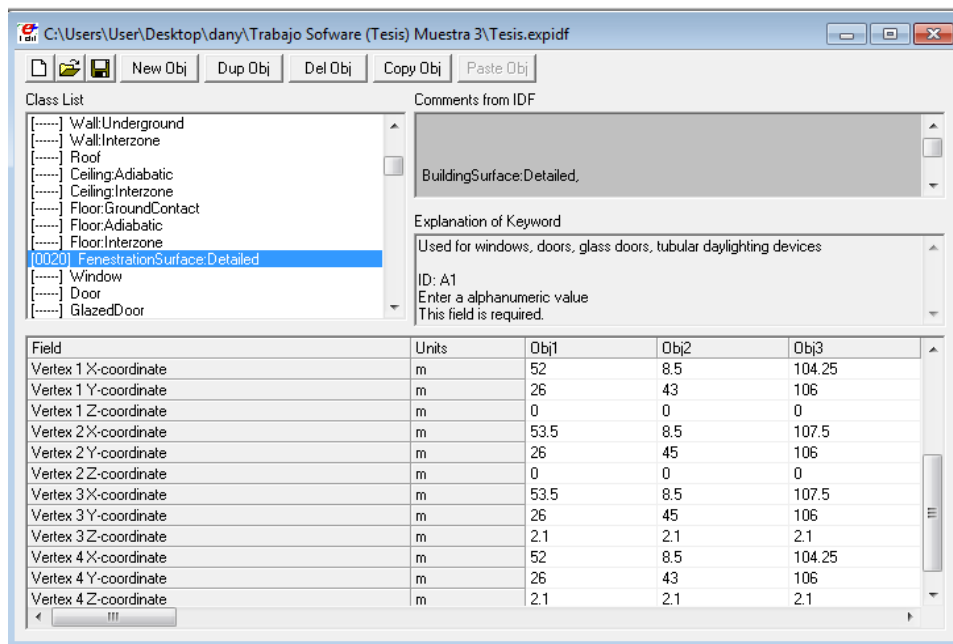 C:\Users\User\Desktop\dany\Trabajo Sofware (Tesis) Muestra 3\Tesis.expidf
New Obj Dup Obj Del Obj Copy Obj Paste Obj
Class List
[------] Wall:Underground
[------] Wall:Interzone
[------] Roof
[------] Ceiling:Adiabatic
[------] Ceiling:Interzone
[------] Floor:GroundContact
[------] Floor:Adiabatic
[------] Floor:Interzone
[0020] FenestrationSurface:Detailed
[------] Window
[------] Door
[------] GlazedDoor
Comments from IDF
BuildingSurface:Detailed,
Explanation of Keyword
Used for windows, doors, glass doors, tubular daylighting devices
ID: A1
Enter a alphanumeric value
This field is required.
Field Units Obj1 Obj2 Obj3
Vertex 1 X-coordinate m 52 8.5 104.25
Vertex 1 Y-coordinate m 26 43 106
Vertex 1 Z-coordinate m 0 0 0
Vertex 2 X-coordinate m 53.5 8.5 107.5
Vertex 2 Y-coordinate m 26 45 106
Vertex 2 Z-coordinate m 0 0 0
Vertex 3 X-coordinate m 53.5 8.5 107.5
Vertex 3 Y-coordinate m 26 45 106
Vertex 3 Z-coordinate m 2.1 2.1 2.1
Vertex 4 X-coordinate m 52 8.5 104.25
Vertex 4 Y-coordinate m 26 43 106
Vertex 4 Z-coordinate m 2.1 2.1 2.1